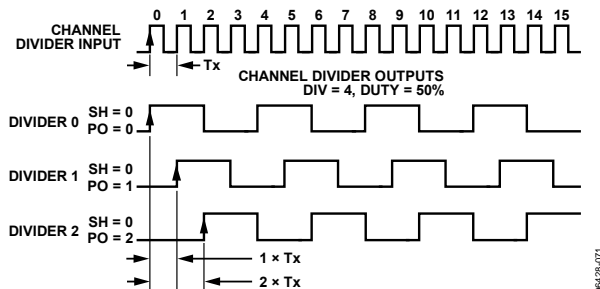 0 1 2 3 4 5 6 7 8 9 10 11 12 13 14 15
CHANNEL
DIVIDER INPUT
Tx
CHANNEL DIVIDER OUTPUTS
DIV = 4, DUTY = 50%
DIVIDER 0
SH = 0
PO = 0
DIVIDER 1
SH = 0
PO = 1
DIVIDER 2
SH = 0
PO = 2
1 × Tx
2 × Tx
06428-071